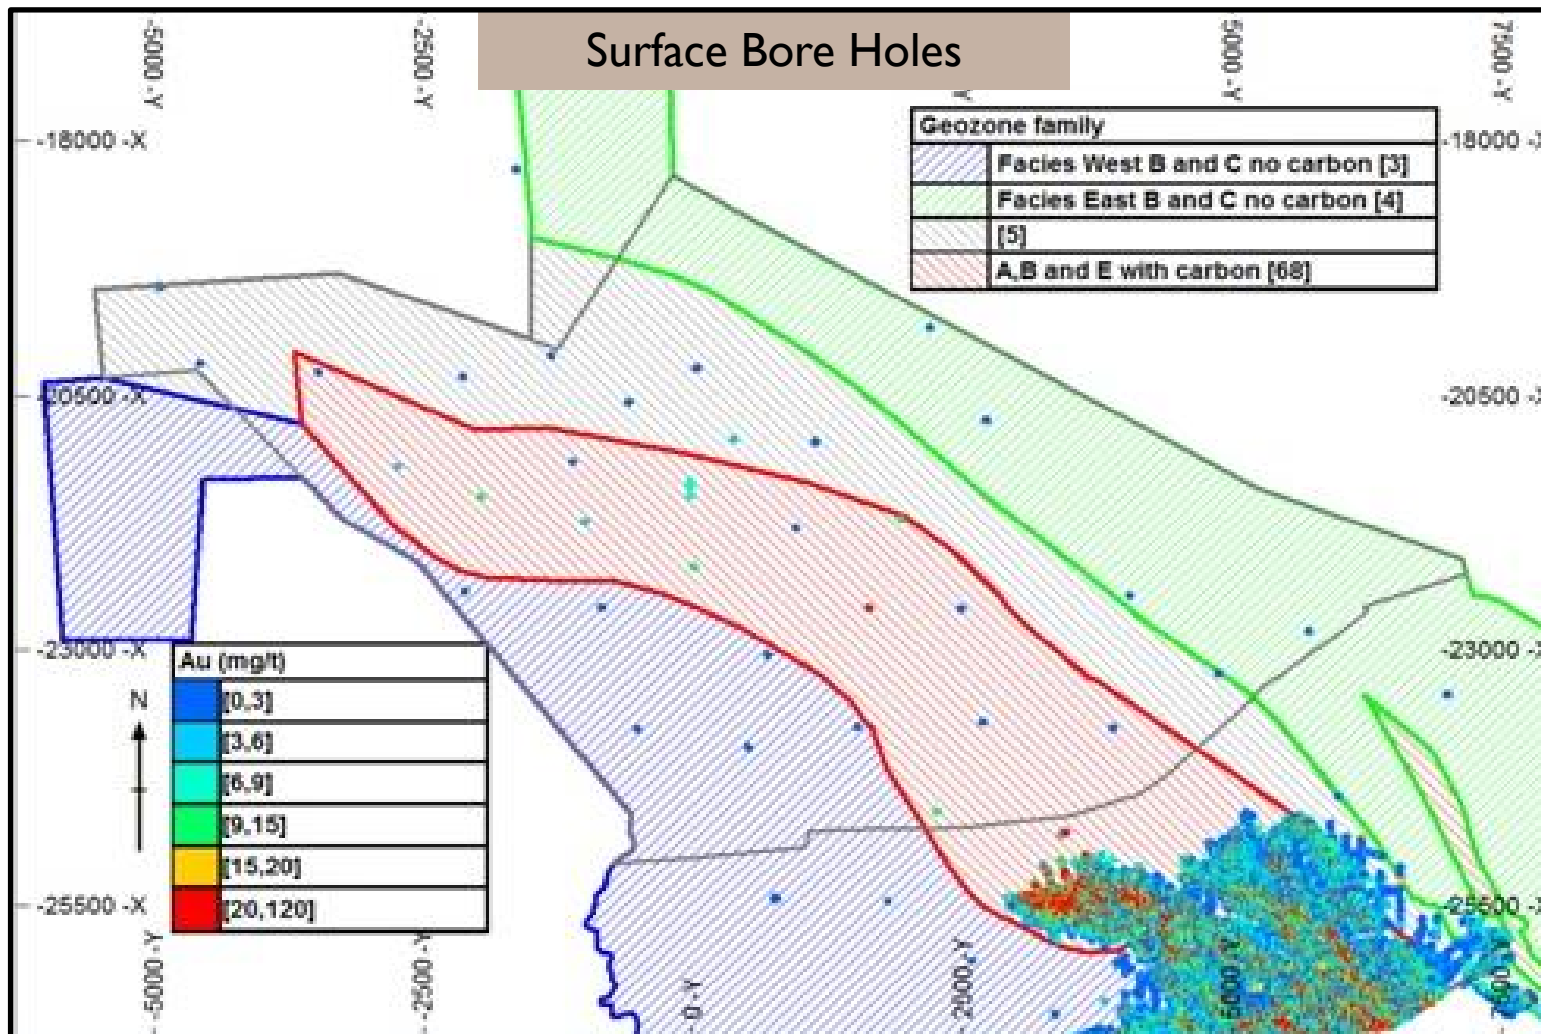 Surface Bore Holes
-5000 -Y
-2500 -Y
-Y
5000 -Y
7500 -Y
-18000 -X
-18000 -X
Geozone family
Facies West B and C no carbon [3]
Facies East B and C no carbon [4]
[5]
A,B and E with carbon [68]
-20500 -X
-20500 -X
-23000 -X
-23000 -X
Au (mg/t)
N
[0,3]
[3,6]
[6,9]
[9,15]
[15,20]
[20,120]
-25500 -X
-25500 -X
-5000 -Y
-2500 -Y
0 -Y
2500 -Y
5000 -Y
7500 -Y